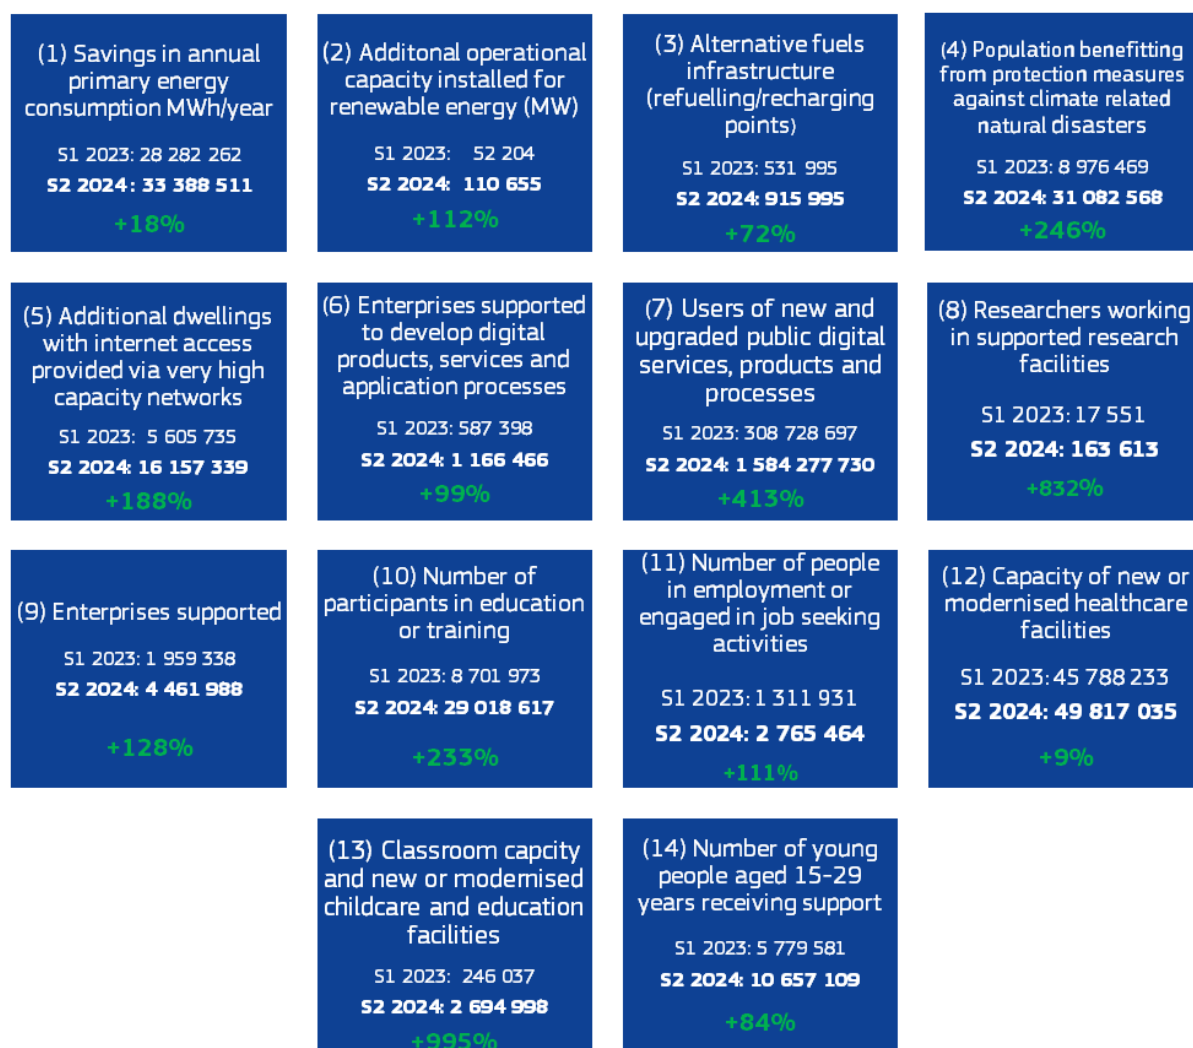 (1) Savings in annual
primary energy
consumption MWh/year
S1 2023: 28 282 262
S2 2024: 33 388 511
+18%
(2) Additonal operational
capacity installed for
renewable energy (MW)
S1 2023: 52 204
S2 2024: 110 655
+112%
(3) Alternative fuels
infrastructure
(refuelling/recharging
points)
S1 2023: 531 995
S2 2024: 915 995
+72%
(4) Population benefitting
from protection measures
against climate related
natural disasters
S1 2023: 8 976 469
S2 2024: 31 082 568
+246%
(5) Additional dwellings
with internet access
provided via very high
capacity networks
S1 2023: 5 605 735
S2 2024: 16 157 339
+188%
(6) Enterprises supported
to develop digital
products, services and
application processes
S1 2023: 587 398
S2 2024: 1 166 466
+99%
(7) Users of new and
upgraded public digital
services, products and
processes
S1 2023: 308 728 697
S2 2024: 1 584 277 730
+413%
(8) Researchers working
in supported research
facilities
S1 2023: 17 551
S2 2024: 163 613
+832%
(9) Enterprises supported
S1 2023: 1 959 338
S2 2024: 4 461 988
+128%
(10) Number of
participants in education
or training
S1 2023: 8 701 973
S2 2024: 29 018 617
+233%
(11) Number of people
in employment or
engaged in job seeking
activities
S1 2023: 1 311 931
S2 2024: 2 765 464
+111%
(12) Capacity of new or
modernised healthcare
facilities
S1 2023: 45 788 233
S2 2024: 49 817 035
+9%
(13) Classroom capcity
and new or modernised
childcare and education
facilities
S1 2023: 246 037
S2 2024: 2 694 998
+995%
(14) Number of young
people aged 15-29
years receiving support
S1 2023: 5 779 581
S2 2024: 10 657 109
+84%